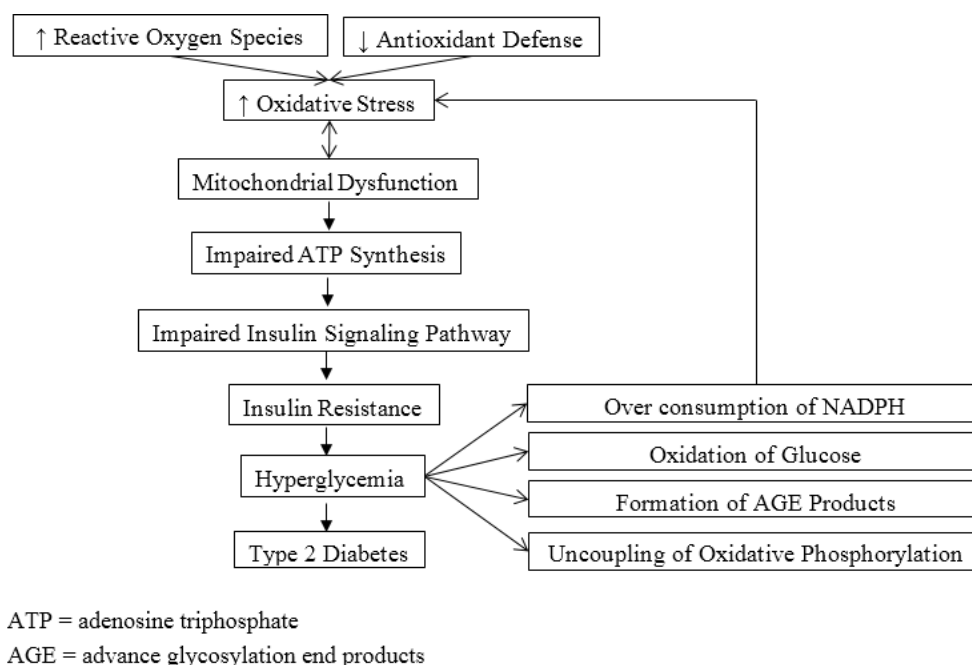 ↑ Reactive Oxygen Species
↓ Antioxidant Defense
↑ Oxidative Stress
Mitochondrial Dysfunction
Impaired ATP Synthesis
Impaired Insulin Signaling Pathway
Insulin Resistance
Hyperglycemia
Type 2 Diabetes
Over consumption of NADPH
Oxidation of Glucose
Formation of AGE Products
Uncoupling of Oxidative Phosphorylation
ATP = adenosine triphosphate
AGE = advance glycosylation end products